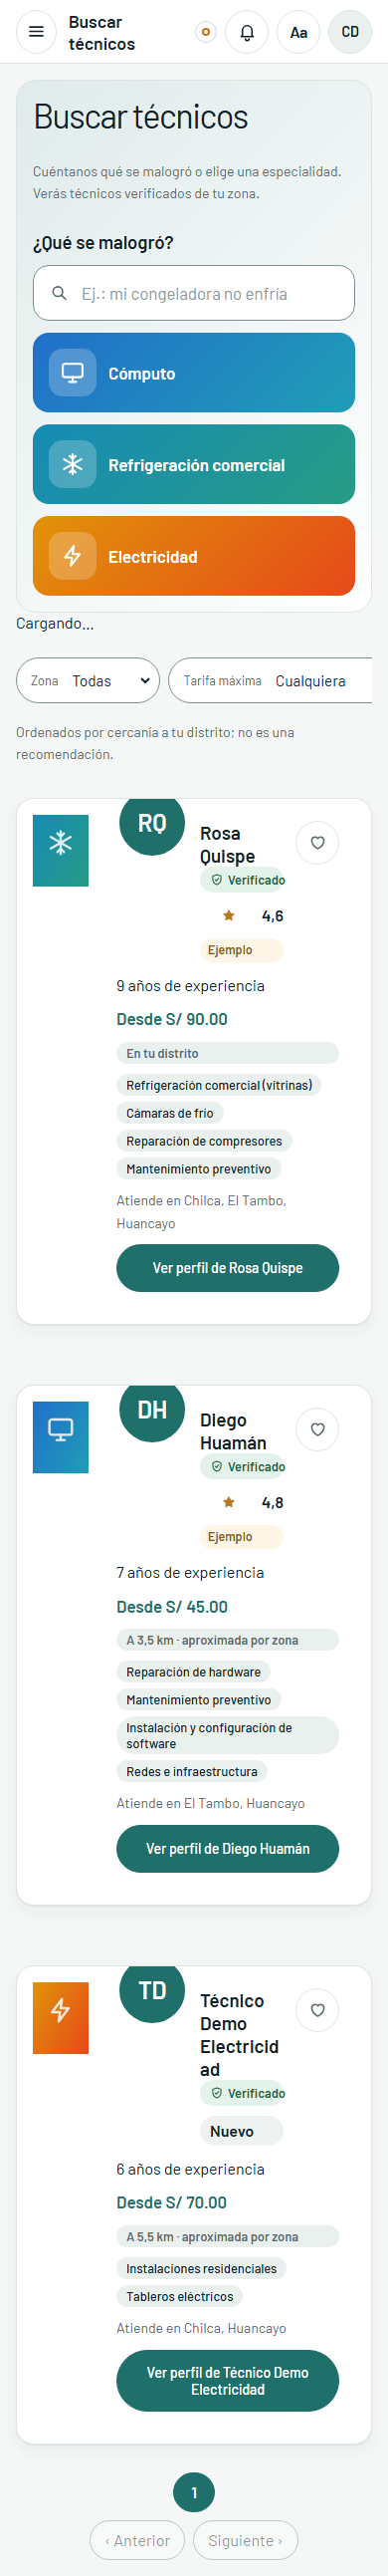 Buscar
técnicos
Aa
CD
Buscar técnicos
Cuéntanos qué se malogró o elige una especialidad.
Verás técnicos verificados de tu zona.
¿Qué se malogró?
Ej.: mi congeladora no enfría
Cómputo
Refrigeración comercial
Electricidad
Cargando...
Zona Todas
Tarifa máxima Cualquiera
Ordenados por cercanía a tu distrito; no es una
recomendación.
RQ
Rosa
Quispe
Verificado
4,6
Ejemplo
9 años de experiencia
Desde S/ 90.00
En tu distrito
Refrigeración comercial (vitrinas)
Cámaras de frío
Reparación de compresores
Mantenimiento preventivo
Atiende en Chilca, El Tambo,
Huancayo
Ver perfil de Rosa Quispe
DH
Diego
Huamán
Verificado
4,8
Ejemplo
7 años de experiencia
Desde S/ 45.00
A 3,5 km · aproximada por zona
Reparación de hardware
Mantenimiento preventivo
Instalación y configuración de
software
Redes e infraestructura
Atiende en El Tambo, Huancayo
Ver perfil de Diego Huamán
TD
Técnico
Demo
Electricid
ad
Verificado
Nuevo
6 años de experiencia
Desde S/ 70.00
A 5,5 km · aproximada por zona
Instalaciones residenciales
Tableros eléctricos
Atiende en Chilca, Huancayo
Ver perfil de Técnico Demo
Electricidad
1
‹ Anterior
Siguiente ›